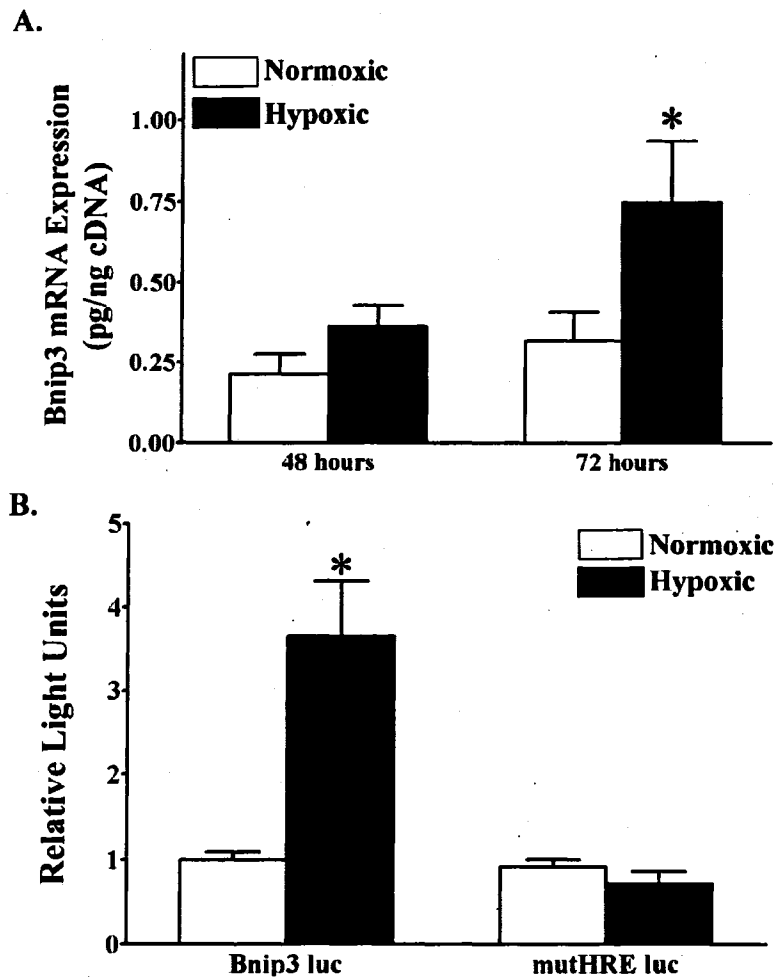 A.
Normoxic
Hypoxic
Bnip3 mRNA Expression
(pg/ng cDNA)
1.00
0.75
0.50
0.25
0.00
*
48 hours
72 hours
B.
Normoxic
Hypoxic
Relative Light Units
5
4
3
2
1
0
*
Bnip3 luc
mutHRE luc